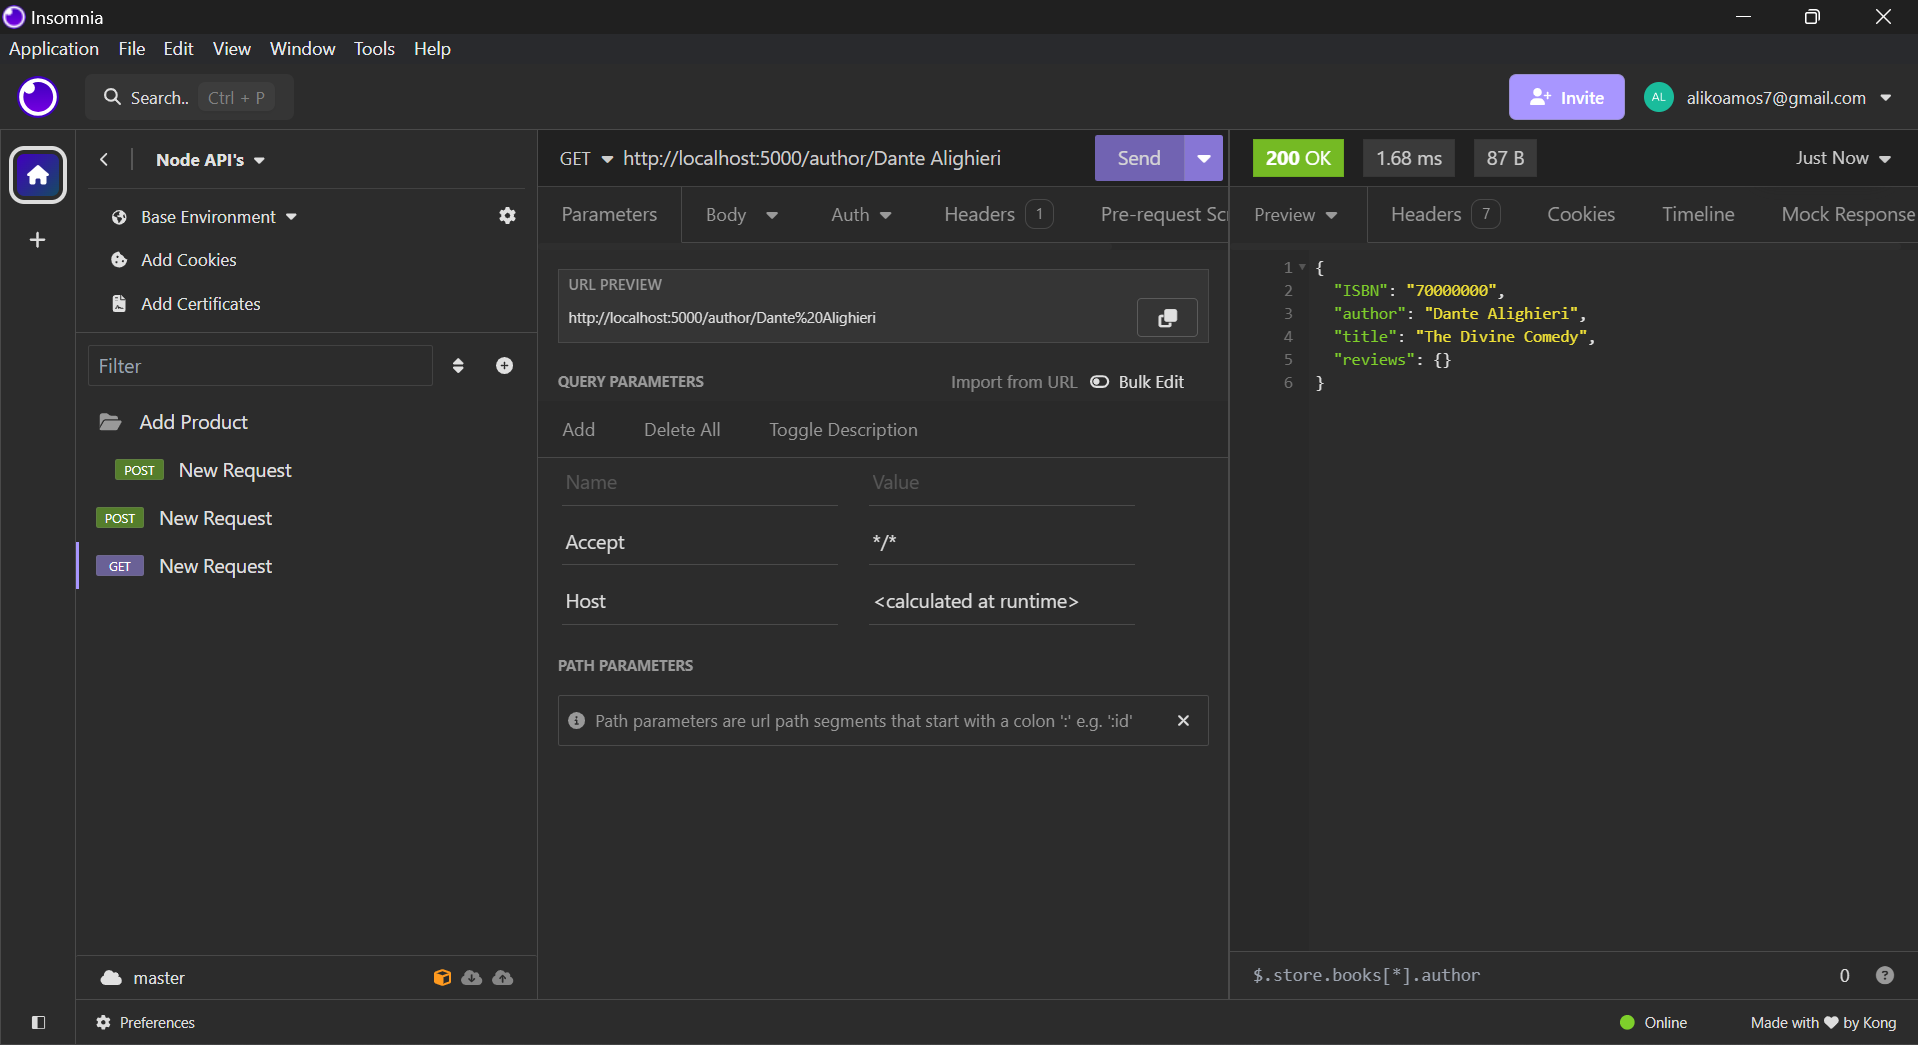 Insomnia
Application File Edit View Window Tools Help
Search.. Ctrl + P
Invite
AL
alikoamos7@gmail.com
Node API's
Base Environment
Add Cookies
Add Certificates
Filter
Add Product
POST New Request
POST New Request
GET New Request
master
Preferences
GET http://localhost:5000/author/Dante Alighieri
Send
Parameters Body Auth Headers 1 Pre-request Scr
URL PREVIEW
http://localhost:5000/author/Dante%20Alighieri
QUERY PARAMETERS
Import from URL Bulk Edit
Add Delete All Toggle Description
Name Value
Accept */*
Host <calculated at runtime>
PATH PARAMETERS
Path parameters are url path segments that start with a colon ':' e.g. ':id'
200 OK 1.68 ms 87 B Just Now
Preview Headers 7 Cookies Timeline Mock Response
1 {
2 "ISBN": "70000000",
3 "author": "Dante Alighieri",
4 "title": "The Divine Comedy",
5 "reviews": {}
6 }
$.store.books[*].author 0 ?
Online
Made with ♥ by Kong